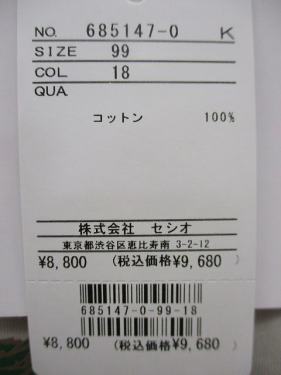 NO. 685147-0 K
SIZE 99
COL 18
QUA.
コットン 100%
株式会社 セシオ
東京都渋谷区恵比寿南 3-2-12
¥8,800 (税込価格¥9,680 )
685147-0-99-18
¥8,800 (税込価格¥9,680 )